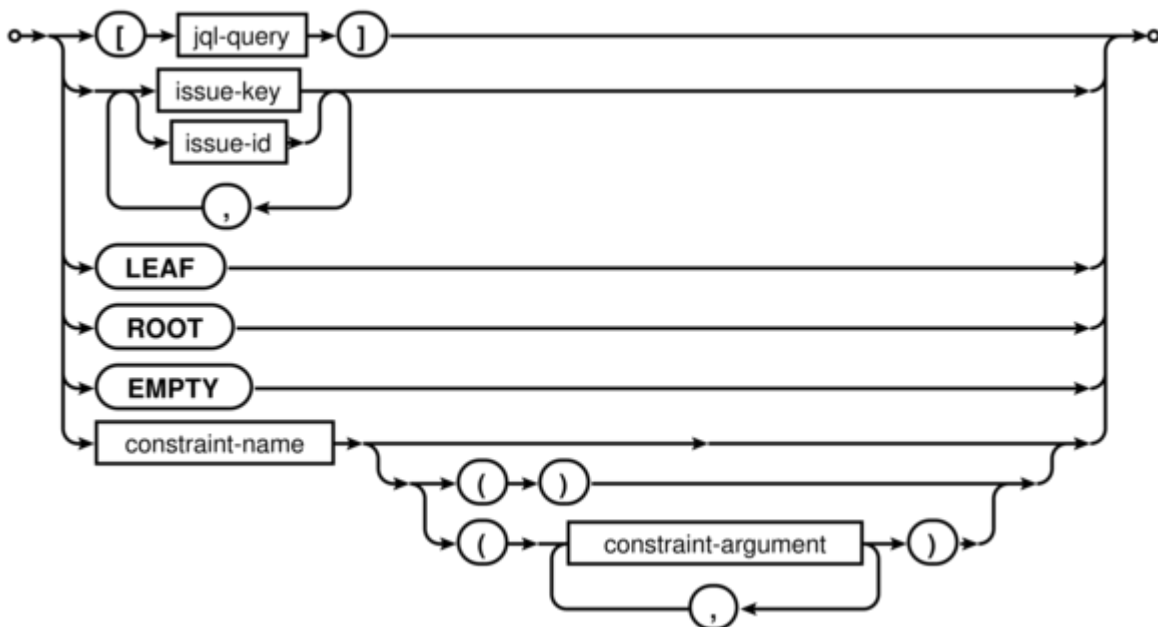 [ jql-query ]
issue-key
issue-id
,
LEAF
ROOT
EMPTY
constraint-name
( )
( constraint-argument )
,